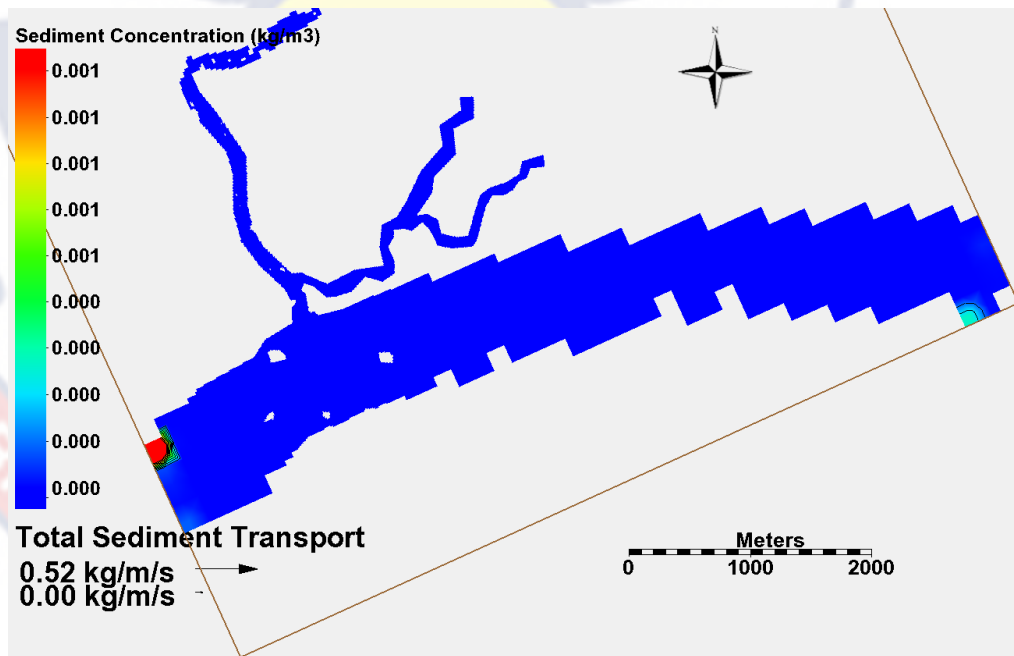 Sediment Concentration (kg/m3)
0.001
0.001
0.001
0.001
0.001
0.000
0.000
0.000
0.000
0.000
N
Total Sediment Transport
0.52 kg/m/s
0.00 kg/m/s
Meters
0 1000 2000